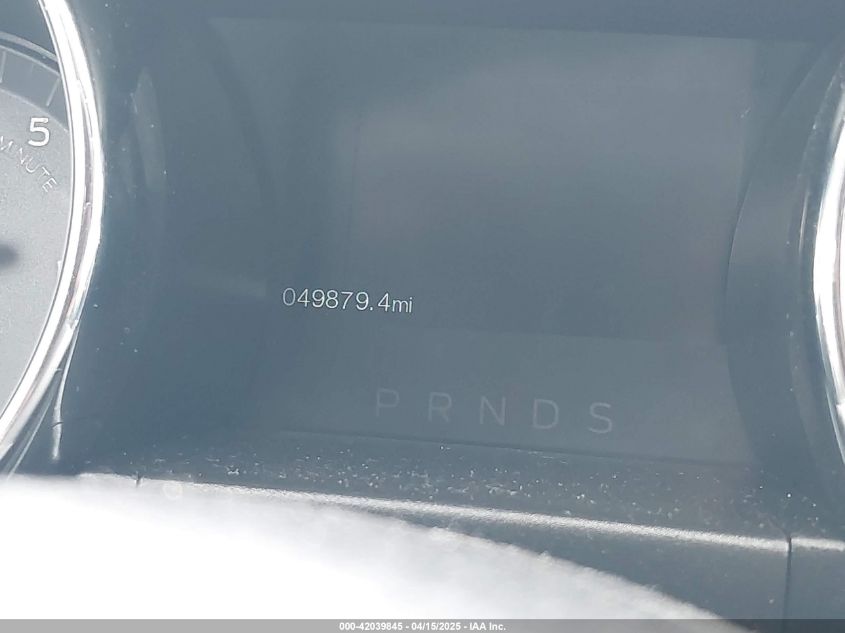 5
MINUTE
049879.4mi
P R N D S
000-42039845 - 04/15/2025 - IAA Inc.